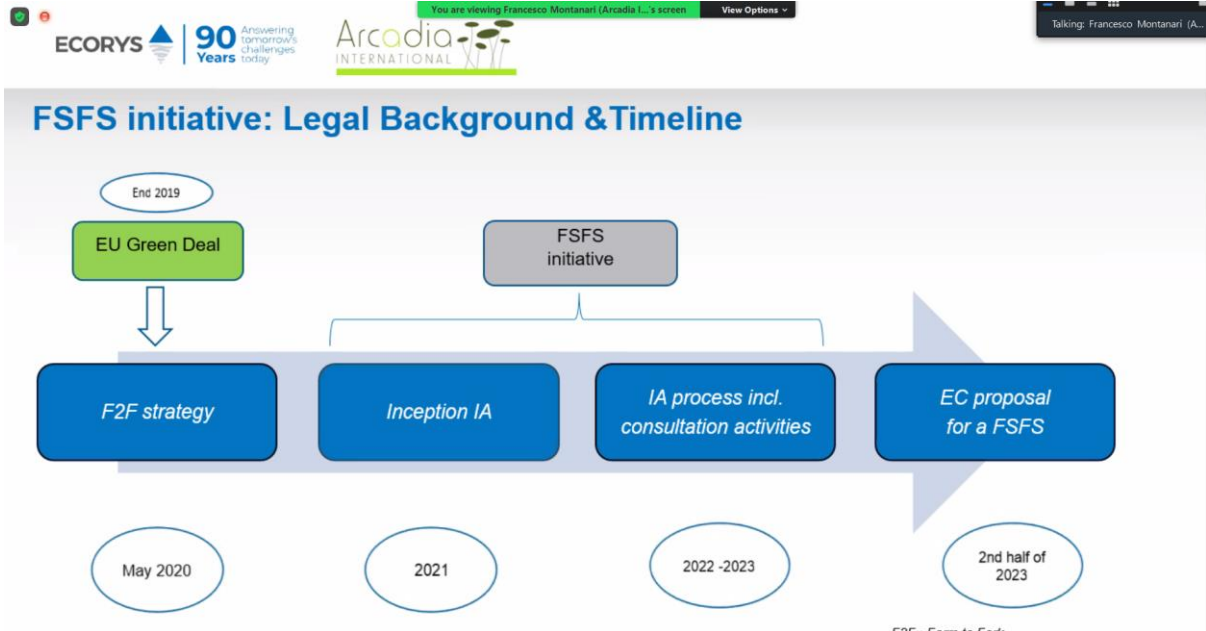 You are viewing Francesco Montanari (Arcadia I...'s screen
View Options
Talking: Francesco Montanari (A...
ECORYS
90
Years
Answering
tomorrow's
challenges
today
Arcadia
INTERNATIONAL
FSFS initiative: Legal Background &Timeline
End 2019
EU Green Deal
FSFS
initiative
F2F strategy
Inception IA
IA process incl.
consultation activities
EC proposal
for a FSFS
May 2020
2021
2022 -2023
2nd half of
2023